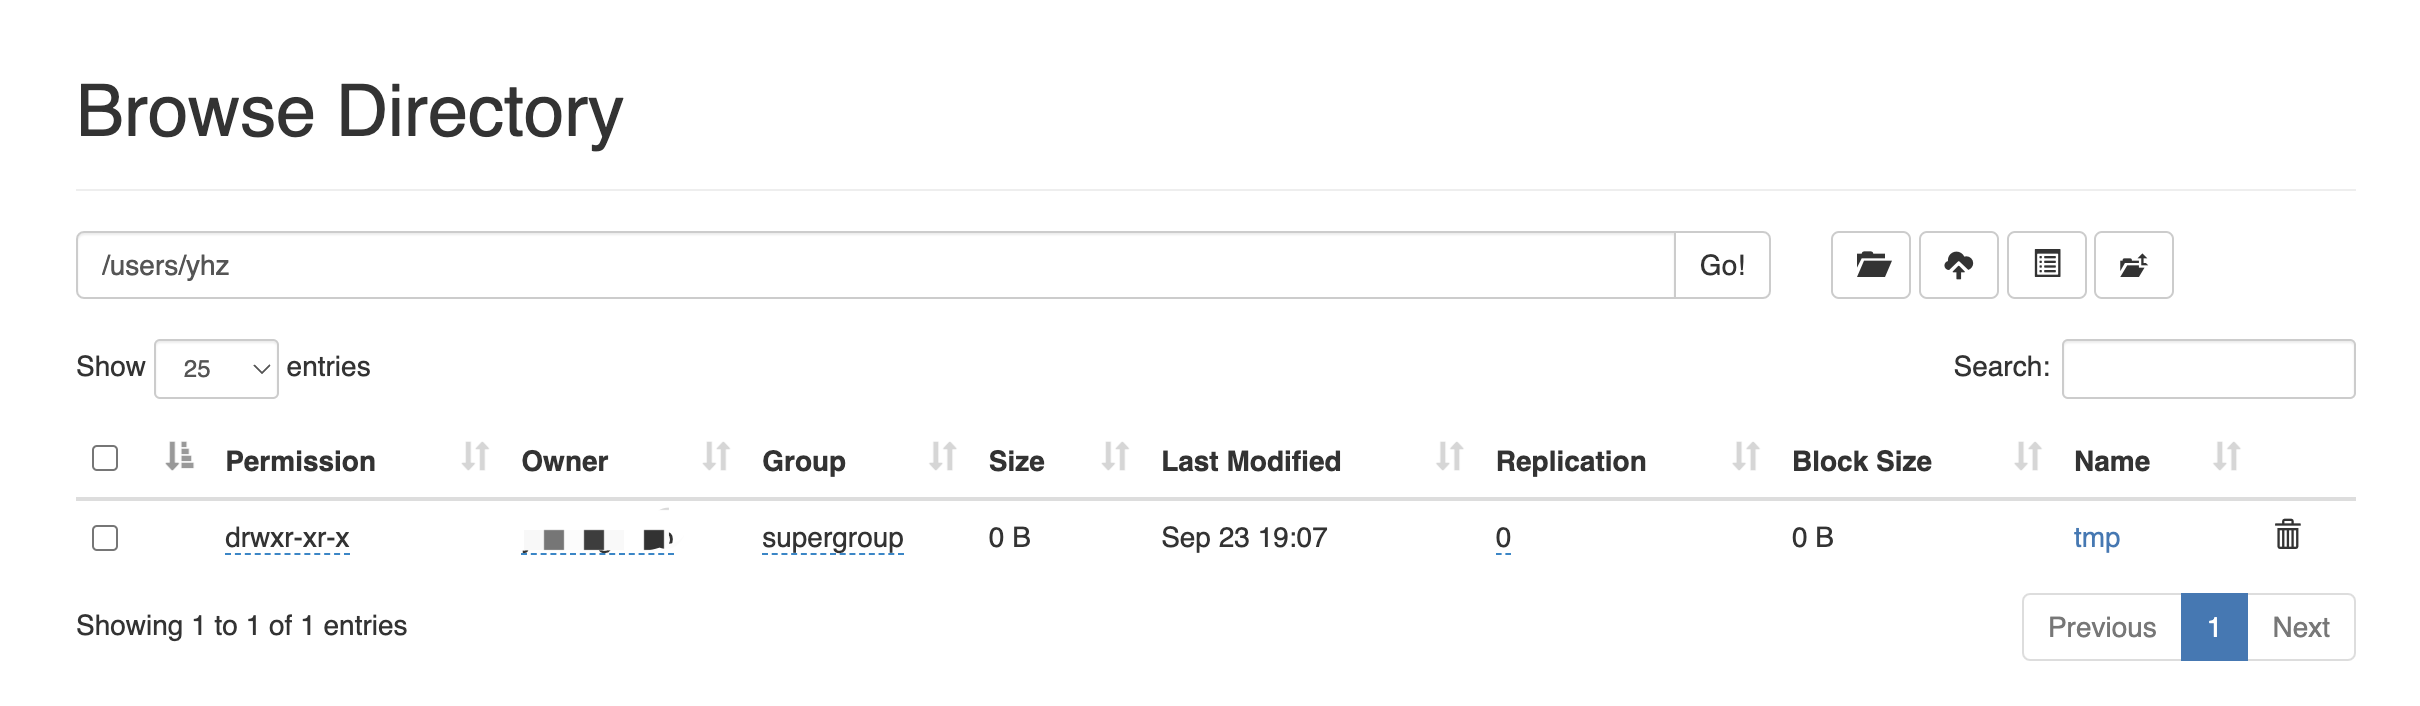 Browse Directory
/users/yhz Go!
Show 25 entries Search:
Permission Owner Group Size Last Modified Replication Block Size Name
drwxr-xr-x supergroup 0 B Sep 23 19:07 0 0 B tmp
Showing 1 to 1 of 1 entries Previous 1 Next